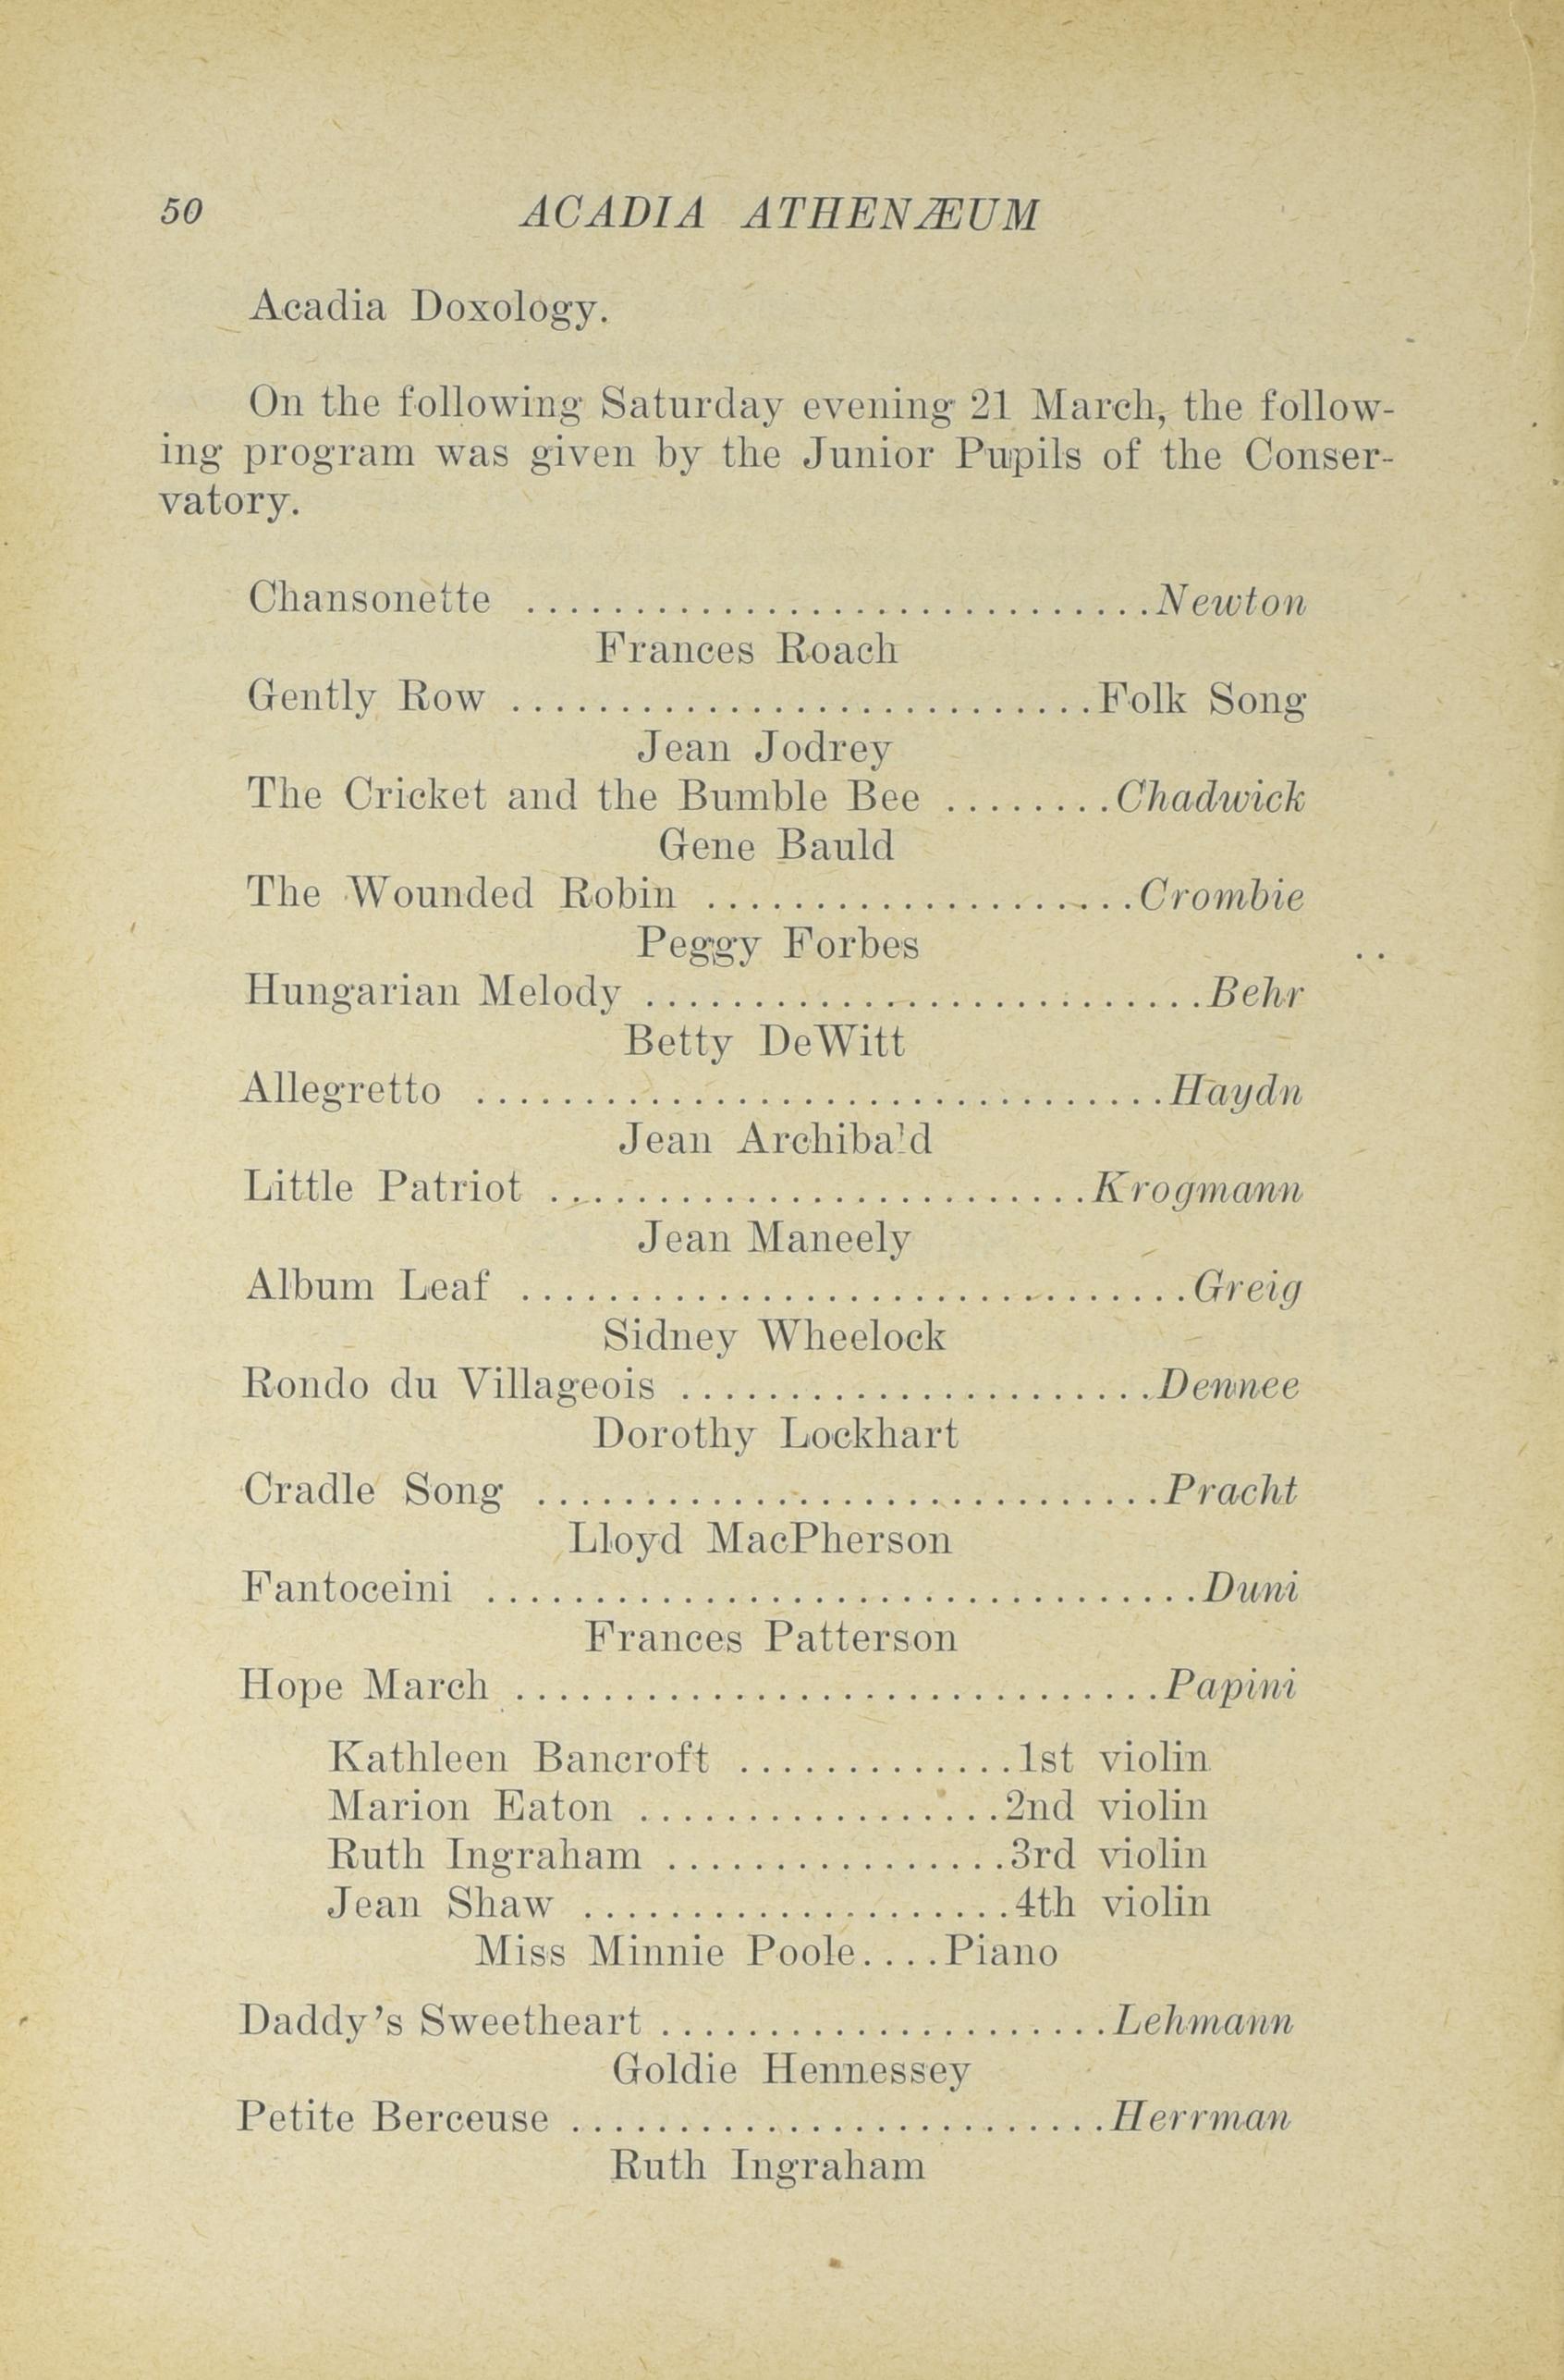 50 ACADIA ATHENÆUM
Acadia Doxology.
On the following Saturday evening 21 March, the follow-
ing program was given by the Junior Pupils of the Conser-
vatory.
Chansonette ............................. Newton
Frances Roach
Gently Row ........................... Folk Song
Jean Jodrey
The Cricket and the Bumble Bee ........ Chadwick
Gene Bauld
The Wounded Robin .................... Crombie
Peggy Forbes
Hungarian Melody .......................... Behr
Betty DeWitt
Allegretto ................................ Haydn
Jean Archibald
Little Patriot ......................... Krogmann
Jean Maneely
Album Leaf ............................... Greig
Sidney Wheelock
Rondo du Villageois ...................... Dennee
Dorothy Lockhart
Cradle Song ............................. Pracht
Lloyd MacPherson
Fantoceini ................................. Duni
Frances Patterson
Hope March .............................. Papini
Kathleen Bancroft ............. 1st violin
Marion Eaton ................. 2nd violin
Ruth Ingraham ................ 3rd violin
Jean Shaw .................... 4th violin
Miss Minnie Poole.... Piano
Daddy's Sweetheart ..................... Lehmann
Goldie Hennessey
Petite Berceuse ......................... Herrman
Ruth Ingraham